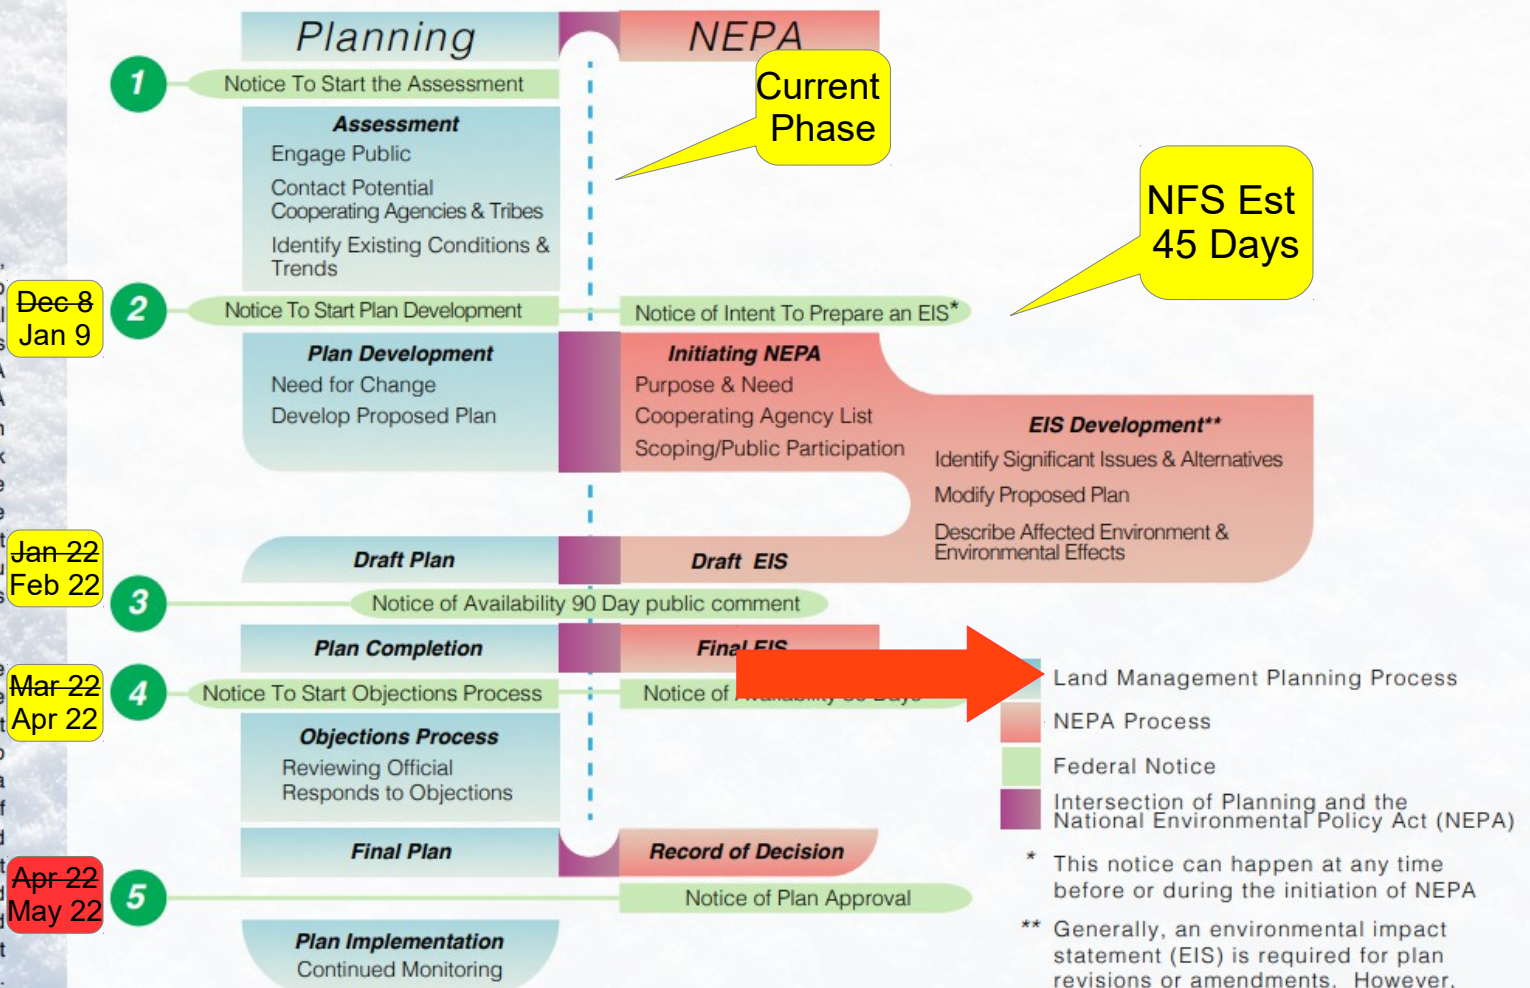 Planning
NEPA
Current
Phase
1
Notice To Start the Assessment
Assessment
Engage Public
Contact Potential
Cooperating Agencies & Tribes
Identify Existing Conditions &
Trends
NFS Est
45 Days
Dec 8
Jan 9
2
Notice To Start Plan Development
Notice of Intent To Prepare an EIS*
Plan Development
Need for Change
Develop Proposed Plan
Initiating NEPA
Purpose & Need
Cooperating Agency List
Scoping/Public Participation
EIS Development**
Identify Significant Issues & Alternatives
Modify Proposed Plan
Describe Affected Environment &
Environmental Effects
Jan 22
Feb 22
Draft Plan
Draft EIS
3
Notice of Availability 90 Day public comment
Plan Completion
Final EIS
Mar 22
Apr 22
4
Notice To Start Objections Process
Notice of
Objections Process
Reviewing Official
Responds to Objections
Final Plan
Record of Decision
Apr 22
May 22
5
Notice of Plan Approval
Plan Implementation
Continued Monitoring
Land Management Planning Process
NEPA Process
Federal Notice
Intersection of Planning and the
National Environmental Policy Act (NEPA)
* This notice can happen at any time
before or during the initiation of NEPA
** Generally, an environmental impact
statement (EIS) is required for plan
revisions or amendments. However,